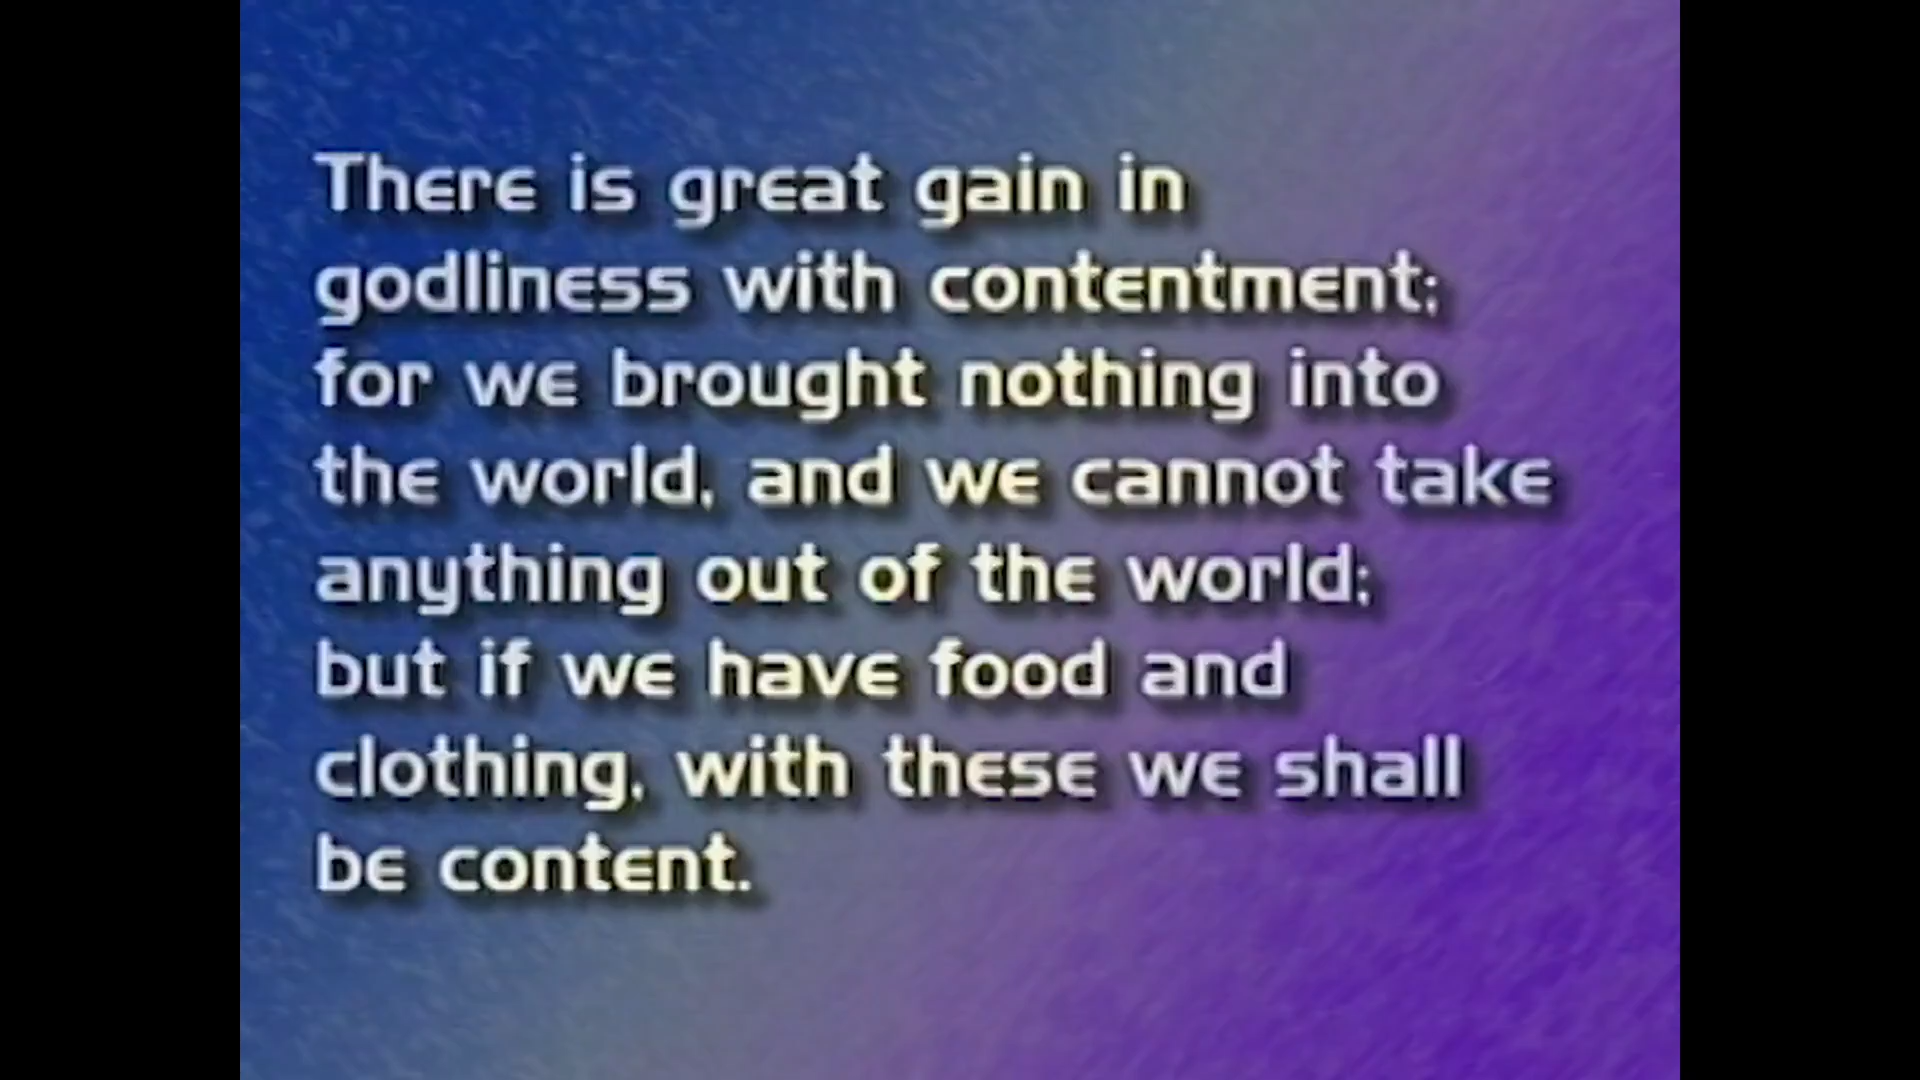 There is great gain in
godliness with contentment;
for we brought nothing into
the world, and we cannot take
anything out of the world;
but if we have food and
clothing, with these we shall
be content.